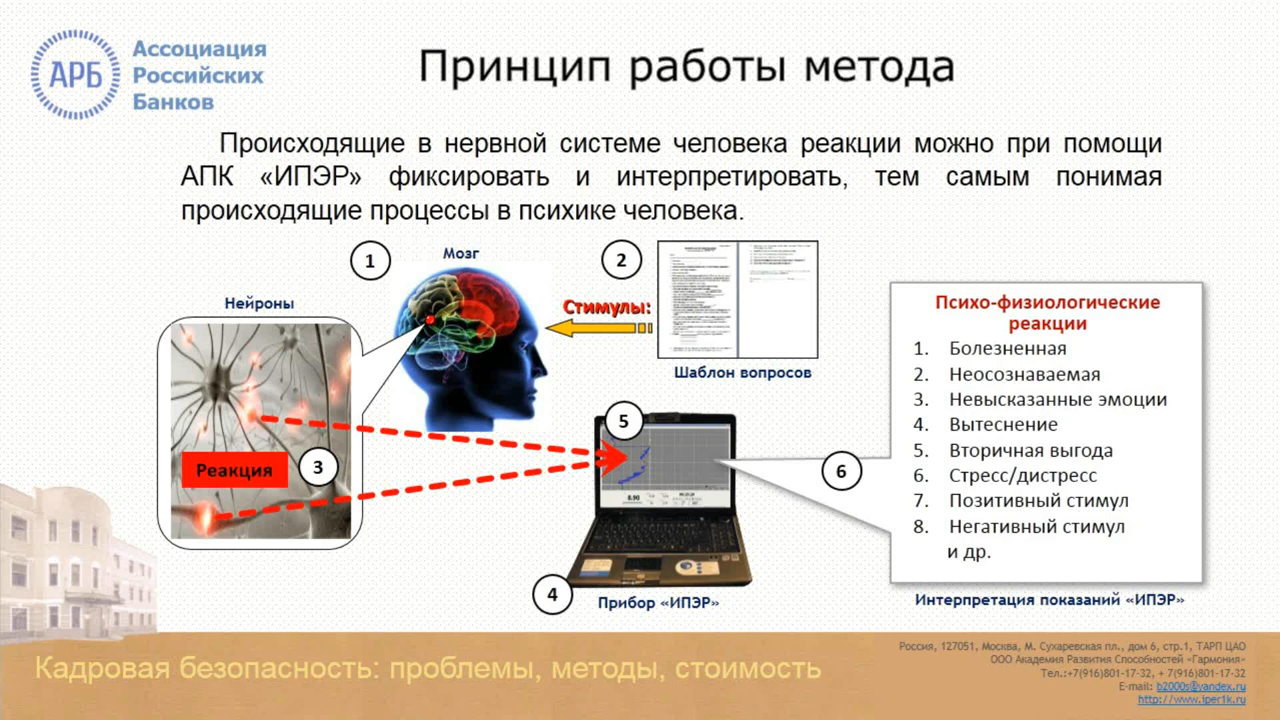 АРБ
Ассоциация
Российских
Банков
Принцип работы метода
Происходящие в нервной системе человека реакции можно при помощи
АПК «ИПЭР» фиксировать и интерпретировать, тем самым понимая
происходящие процессы в психике человека.
1
Мозг
2
Стимулы:
Шаблон вопросов
Нейроны
Реакция
3
5
8.90
4
Прибор «ИПЭР»
6
Психо-физиологические
реакции
1. Болезненная
2. Неосознаваемая
3. Невысказанные эмоции
4. Вытеснение
5. Вторичная выгода
6. Стресс/дистресс
7. Позитивный стимул
8. Негативный стимул
и др.
Интерпретация показаний «ИПЭР»
Кадровая безопасность: проблемы, методы, стоимость
Россия, 127051, Москва, М. Сухаревская пл., дом 6, стр.1, ТАРП ЦАО
ООО Академия Развития Способностей «Гармония»
Тел.:+7(916)801-17-32, + 7(916)801-17-32
E-mail: b2000s@yandex.ru
http://www.iper1k.ru